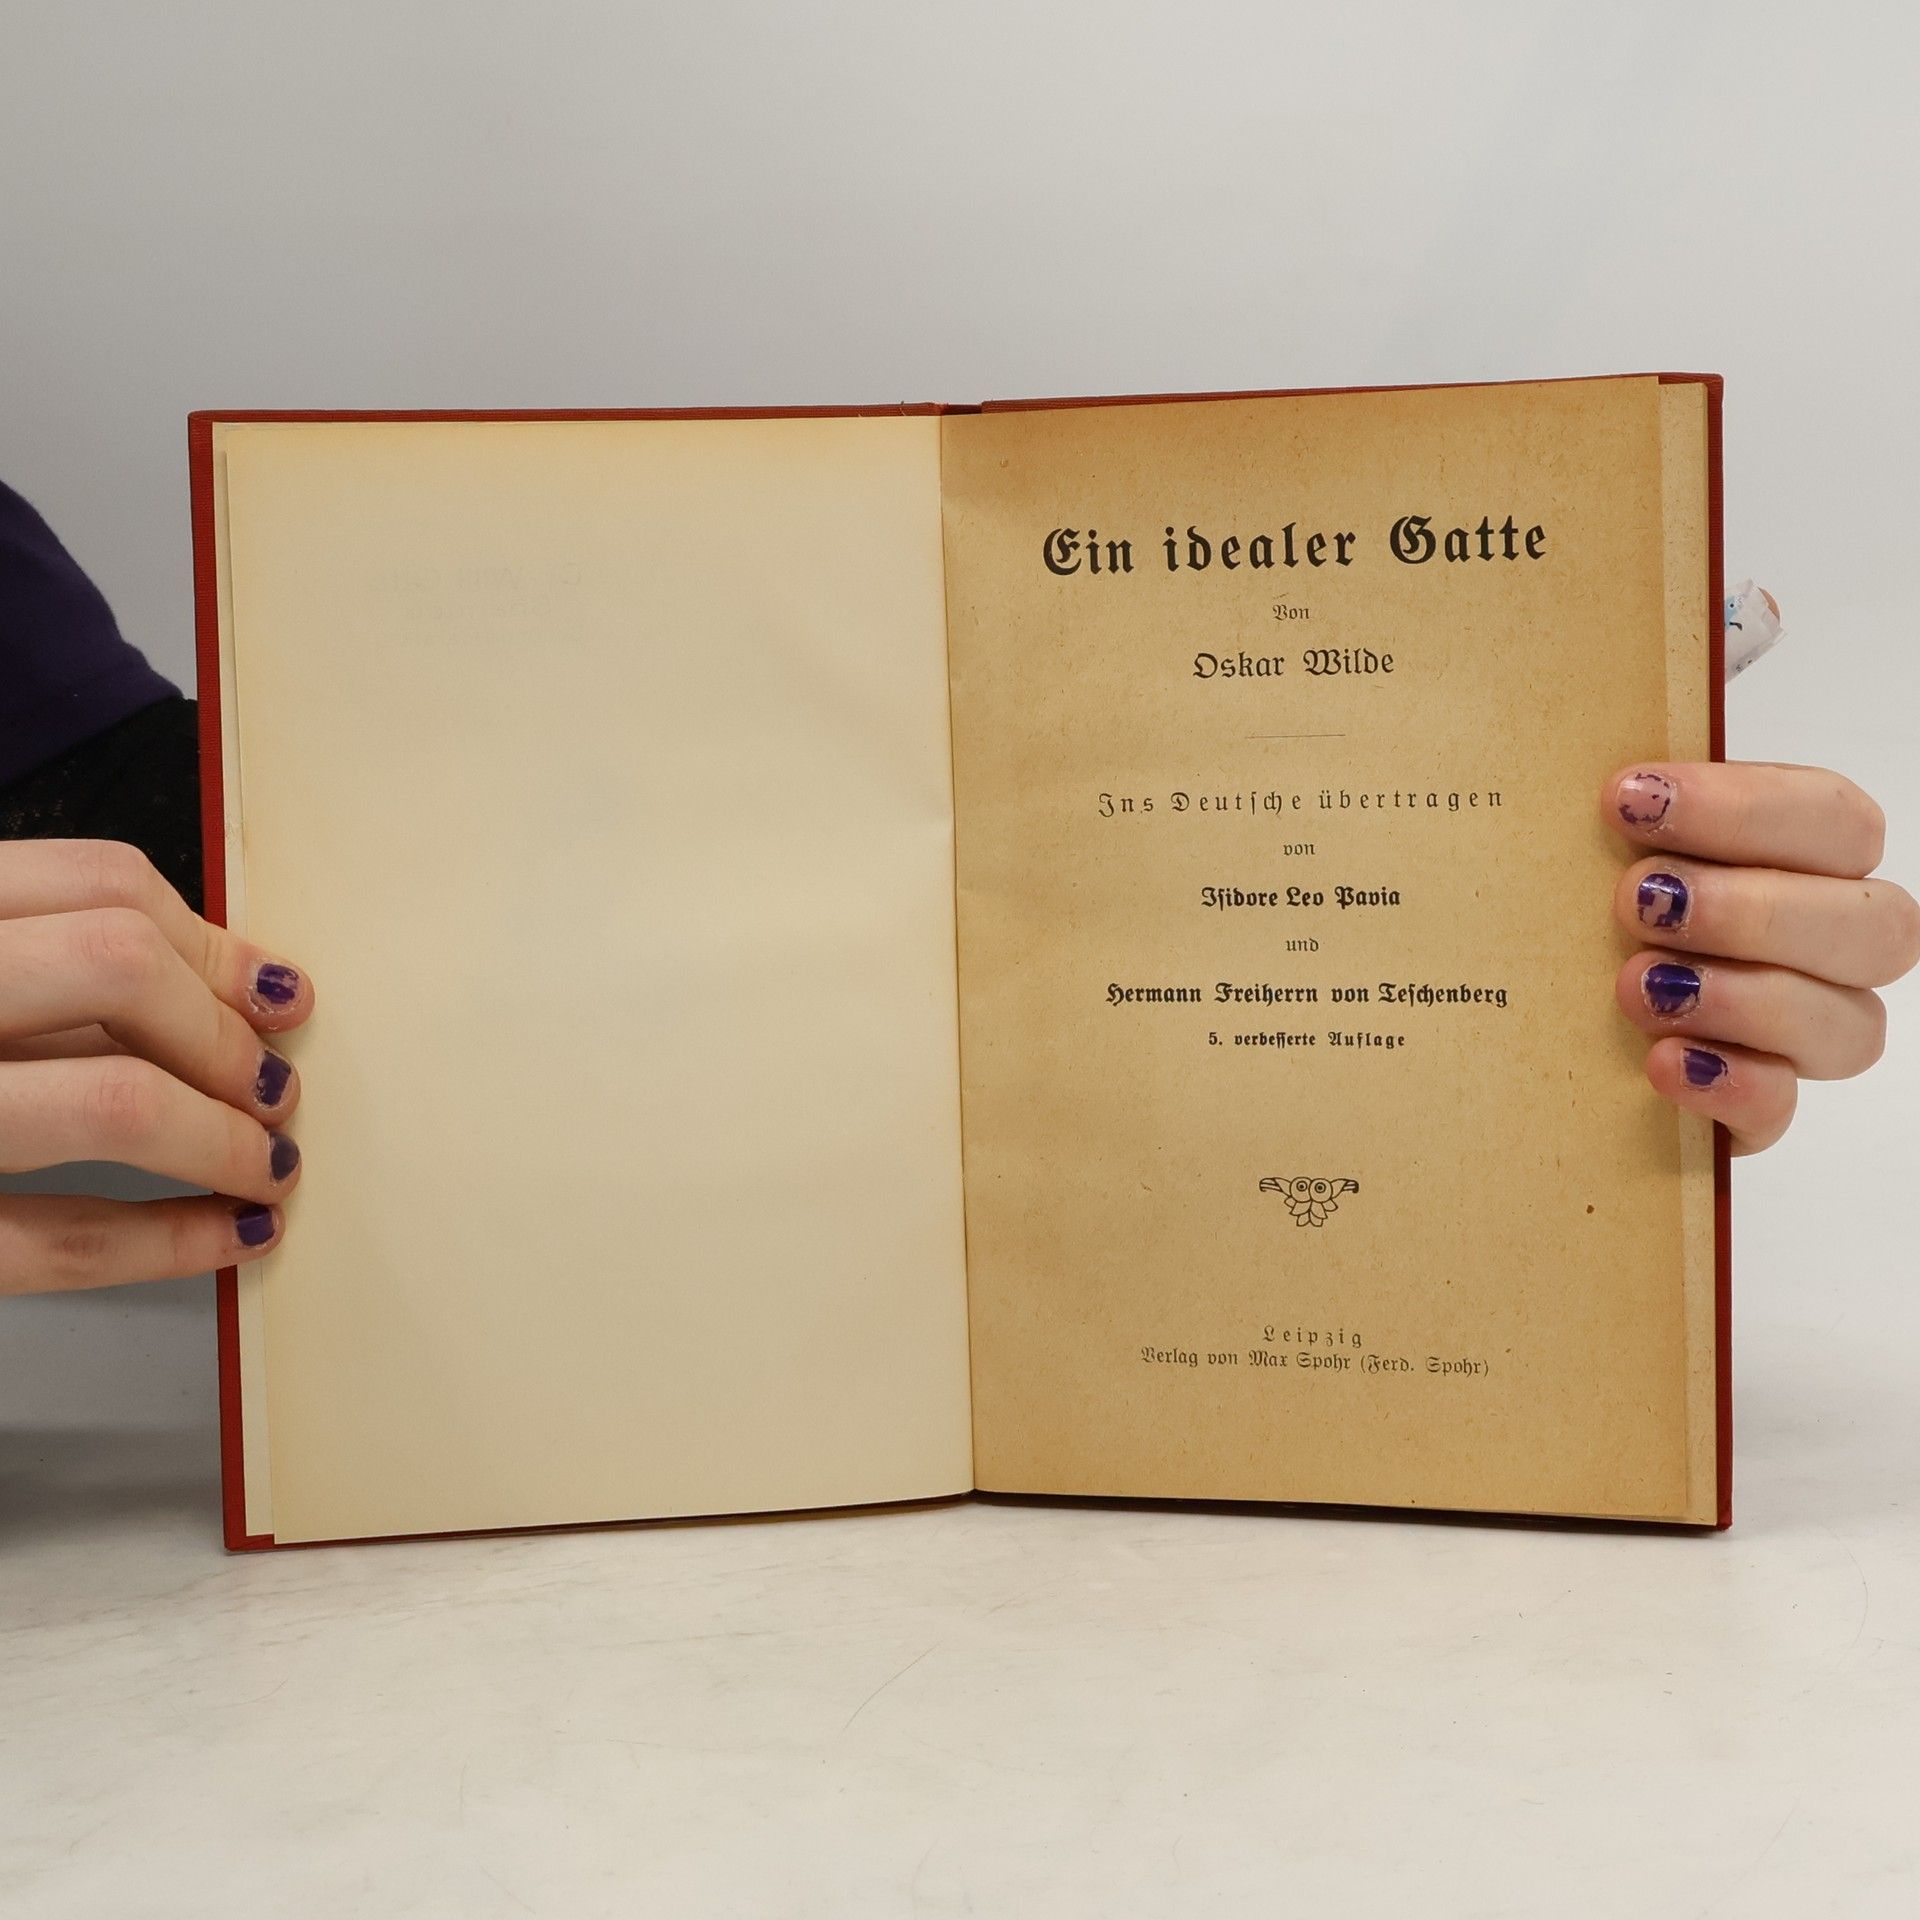 Ein idealer Gatte
Von
Oskar Wilde
Ins Deutsche übertragen
von
Isidore Leo Pavia
und
Hermann Freiherrn von Teschenberg
5. verbesserte Auflage
Leipzig
Verlag von Max Spohr (Ferd. Spohr)